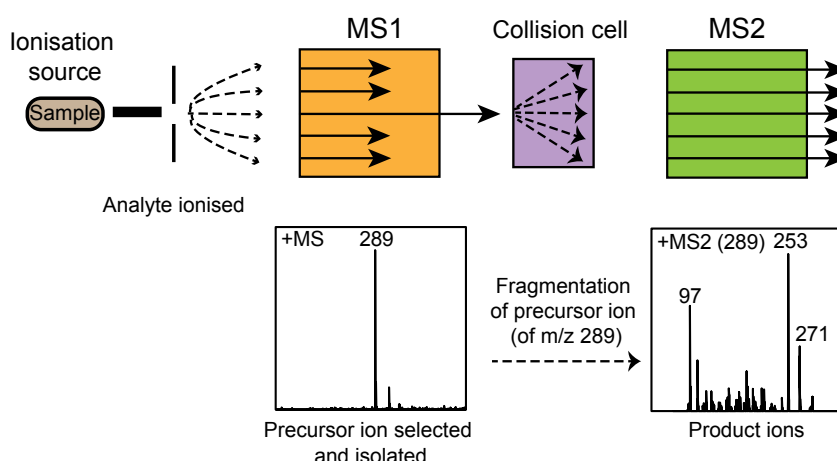 Ionisation
source
Sample
Analyte ionised
MS1
Collision cell
MS2
+MS
289
Precursor ion selected
and isolated
Fragmentation
of precursor ion
(of m/z 289)
+MS2 (289)
253
97
271
Product ions